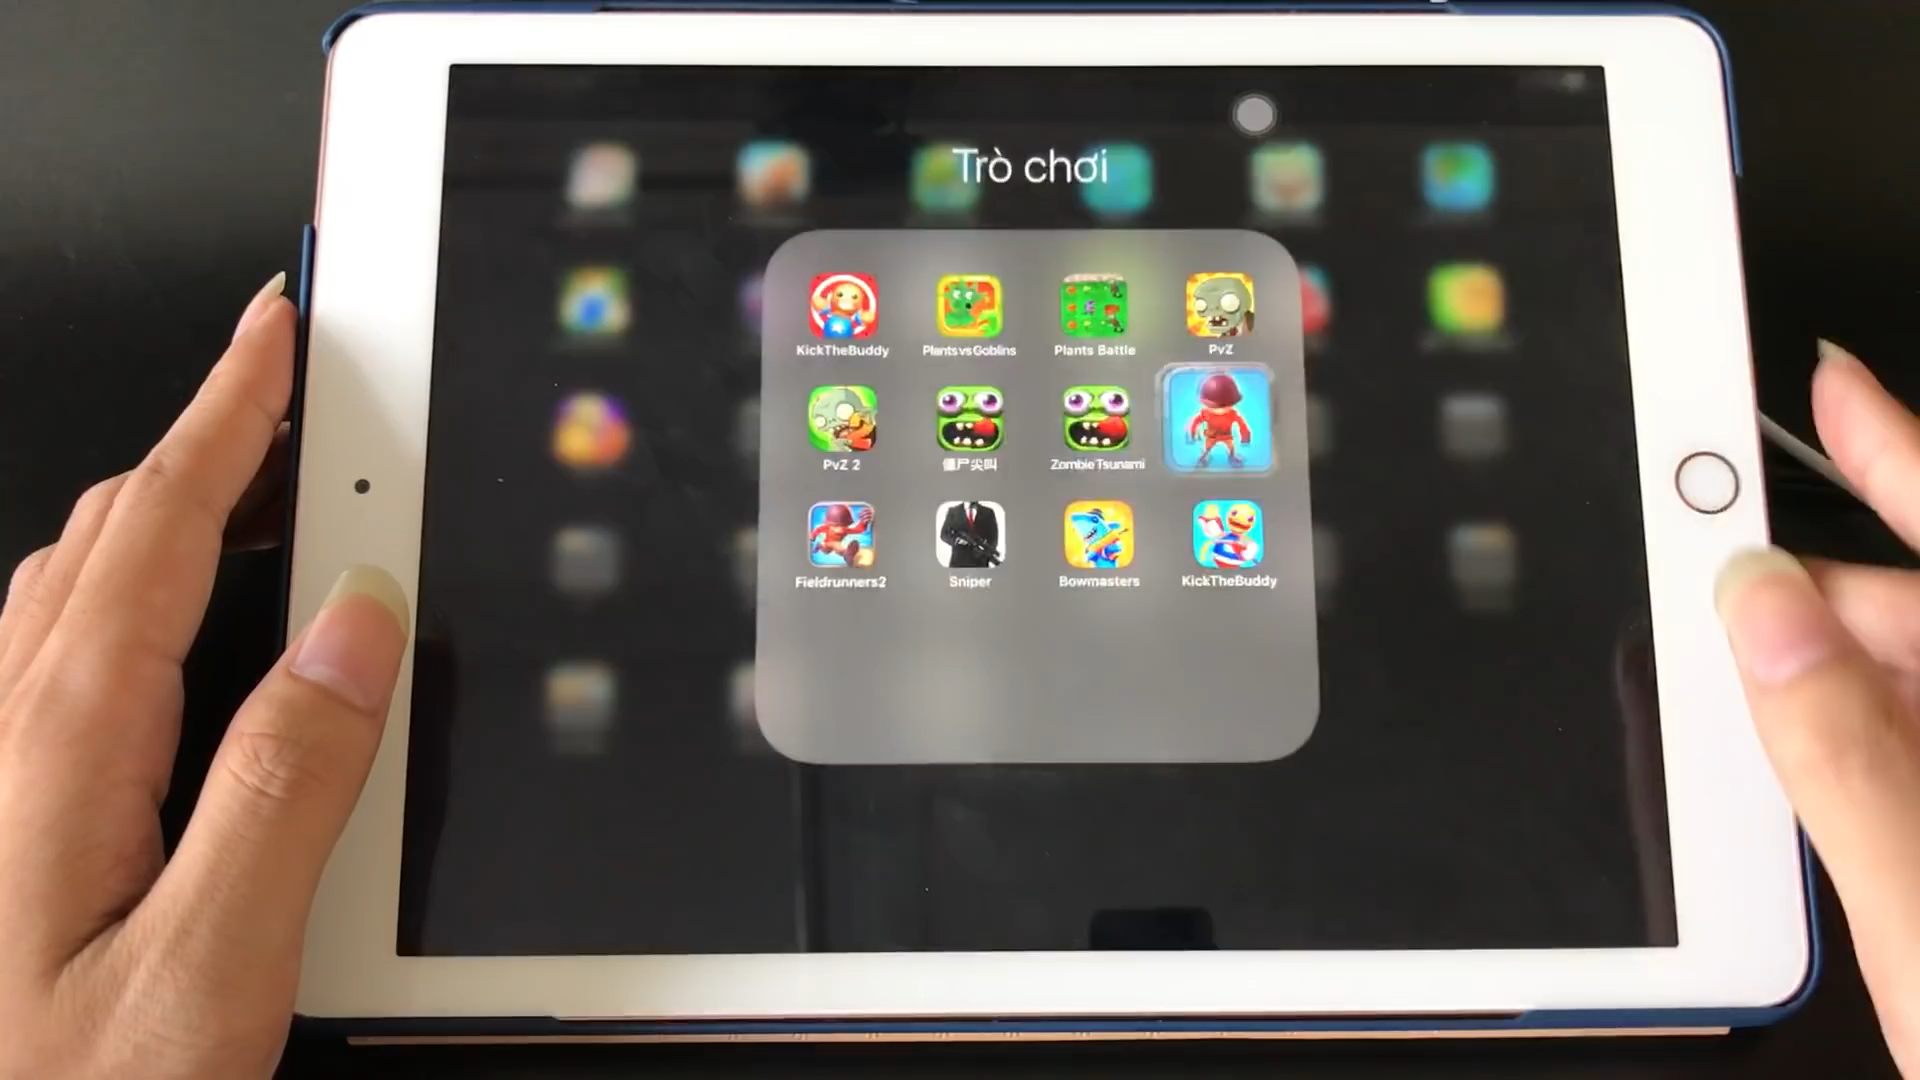 Trò chơi
KickTheBuddy
Plants vs Goblins
Plants Battle
PvZ
PvZ 2
僵尸尖叫
Zombie Tsunami
Fieldrunners2
Sniper
Bowmasters
KickTheBuddy